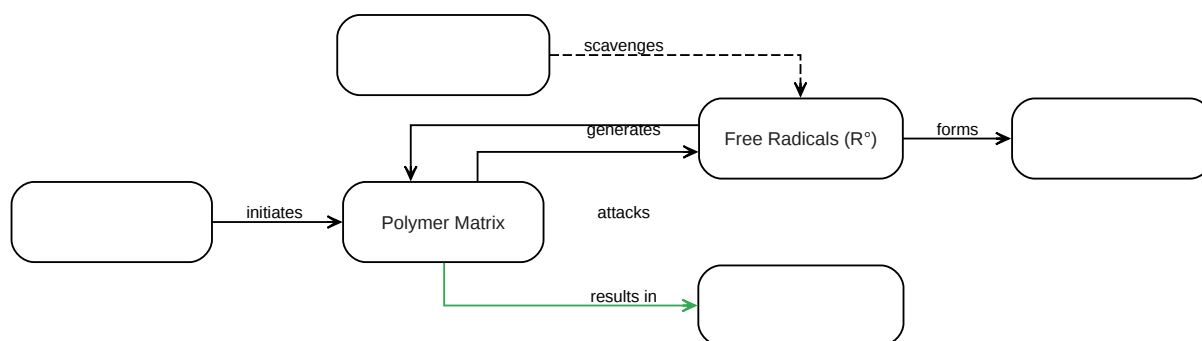 scavenges
generates
Free Radicals (R°)
forms
initiates
Polymer Matrix
attacks
results in